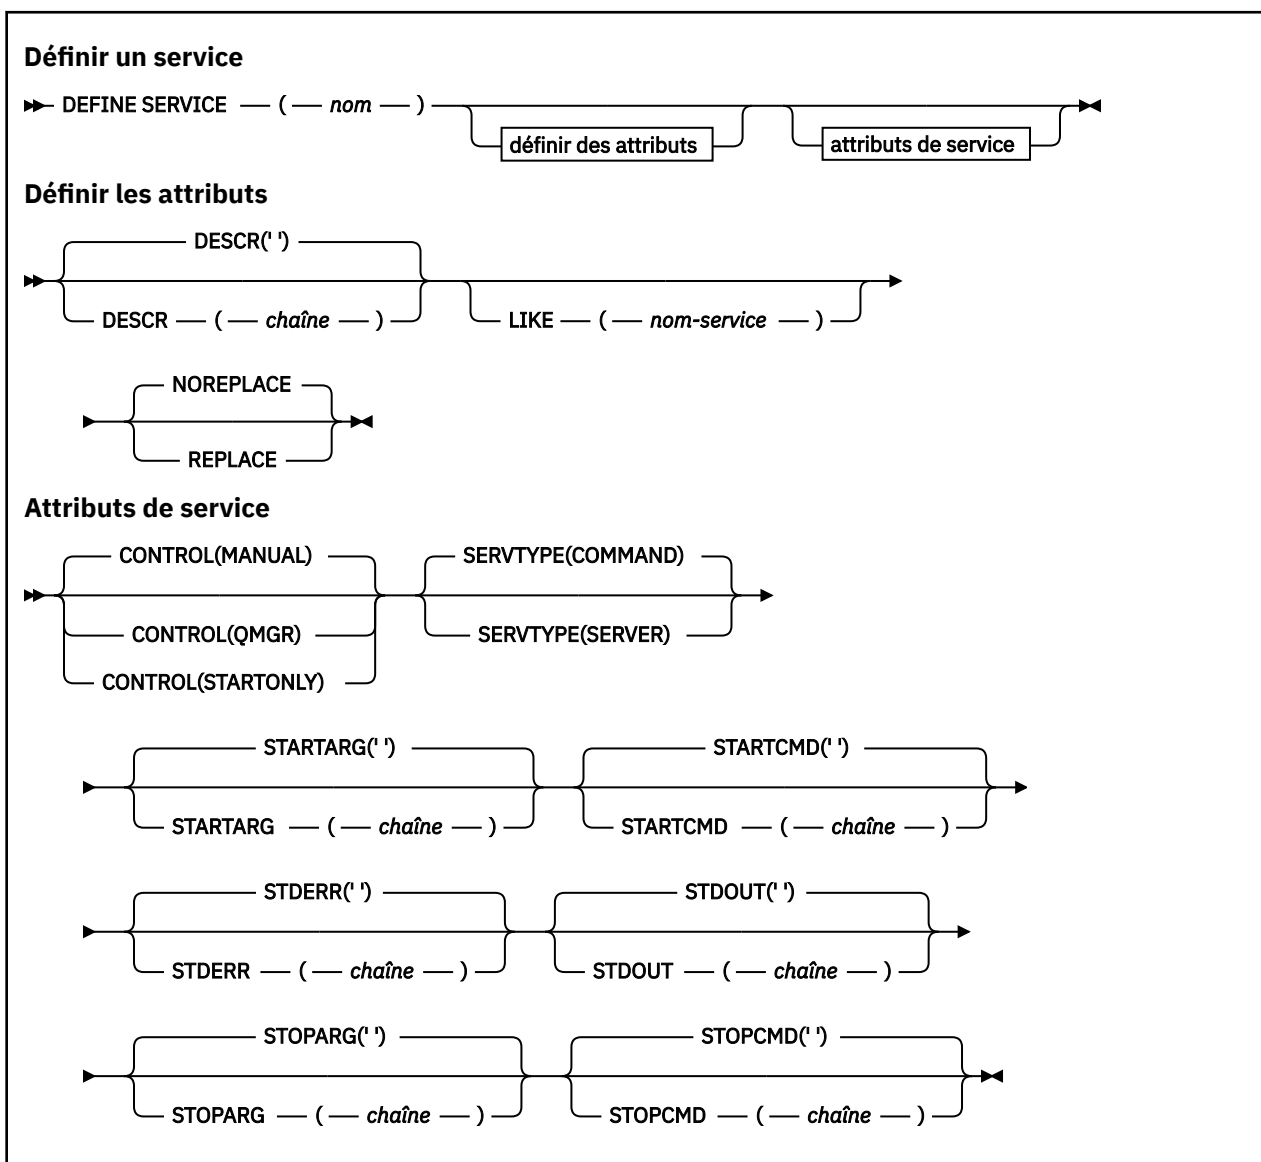 Définir un service
DEFINE SERVICE ( nom )
définir des attributs
attributs de service
Définir les attributs
DESCR(' ')
DESCR ( chaîne )
LIKE ( nom-service )
NOREPLACE
REPLACE
Attributs de service
CONTROL(MANUAL)
CONTROL(QMGR)
CONTROL(STARTONLY)
SERVTYPE(COMMAND)
SERVTYPE(SERVER)
STARTARG(' ')
STARTARG ( chaîne )
STARTCMD(' ')
STARTCMD ( chaîne )
STDERR(' ')
STDERR ( chaîne )
STDOUT(' ')
STDOUT ( chaîne )
STOPARG(' ')
STOPARG ( chaîne )
STOPCMD(' ')
STOPCMD ( chaîne )